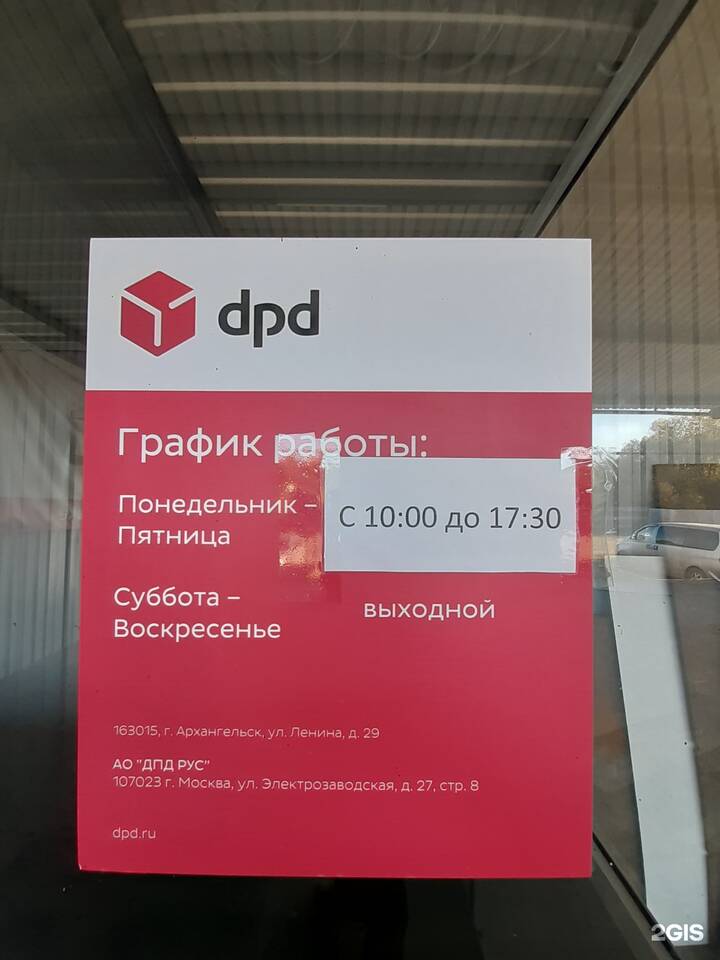 dpd
График работы:
Понедельник –
Пятница
С 10:00 до 17:30
Суббота –
Воскресенье
выходной
163015, г. Архангельск, ул. Ленина, д. 29
АО "ДПД РУС"
107023 г. Москва, ул. Электрозаводская, д. 27, стр. 8
dpd.ru
2GIS